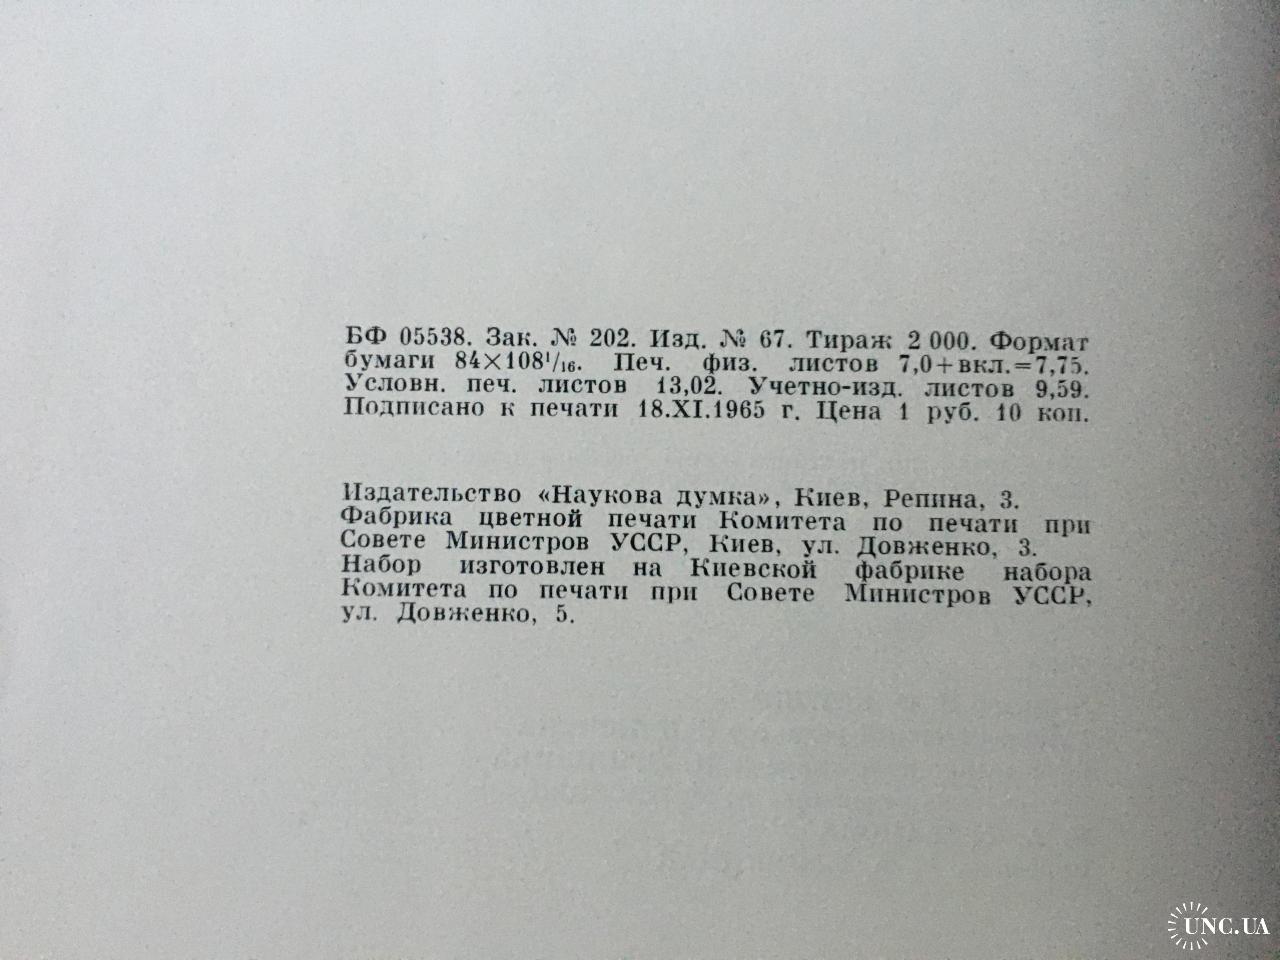 БФ 05538. Зак. № 202. Изд. № 67. Тираж 2 000. Формат
бумаги 84×108¹/₁₆. Печ. физ. листов 7,0+вкл.=7,75.
Условн. печ. листов 13,02. Учетно-изд. листов 9,59.
Подписано к печати 18.XI.1965 г. Цена 1 руб. 10 коп.
Издательство «Наукова думка», Киев, Репина, 3.
Фабрика цветной печати Комитета по печати при
Совете Министров УССР, Киев, ул. Довженко, 3.
Набор изготовлен на Киевской фабрике набора
Комитета по печати при Совете Министров УССР,
ул. Довженко, 5.
UNC.UA